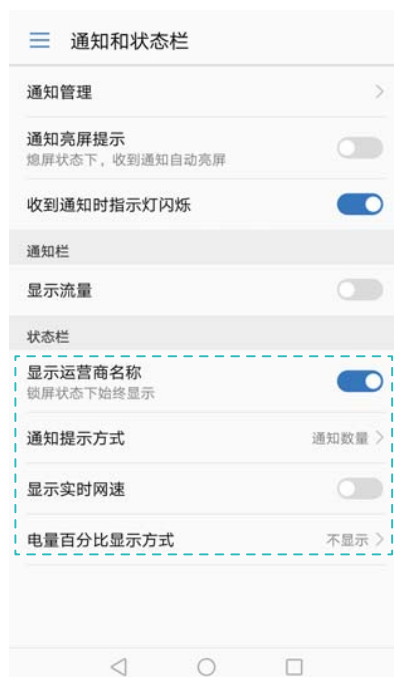 通知和状态栏
通知管理
通知亮屏提示
熄屏状态下，收到通知自动亮屏
收到通知时指示灯闪烁
通知栏
显示流量
状态栏
显示运营商名称
锁屏状态下始终显示
通知提示方式 通知数量
显示实时网速
电量百分比显示方式 不显示